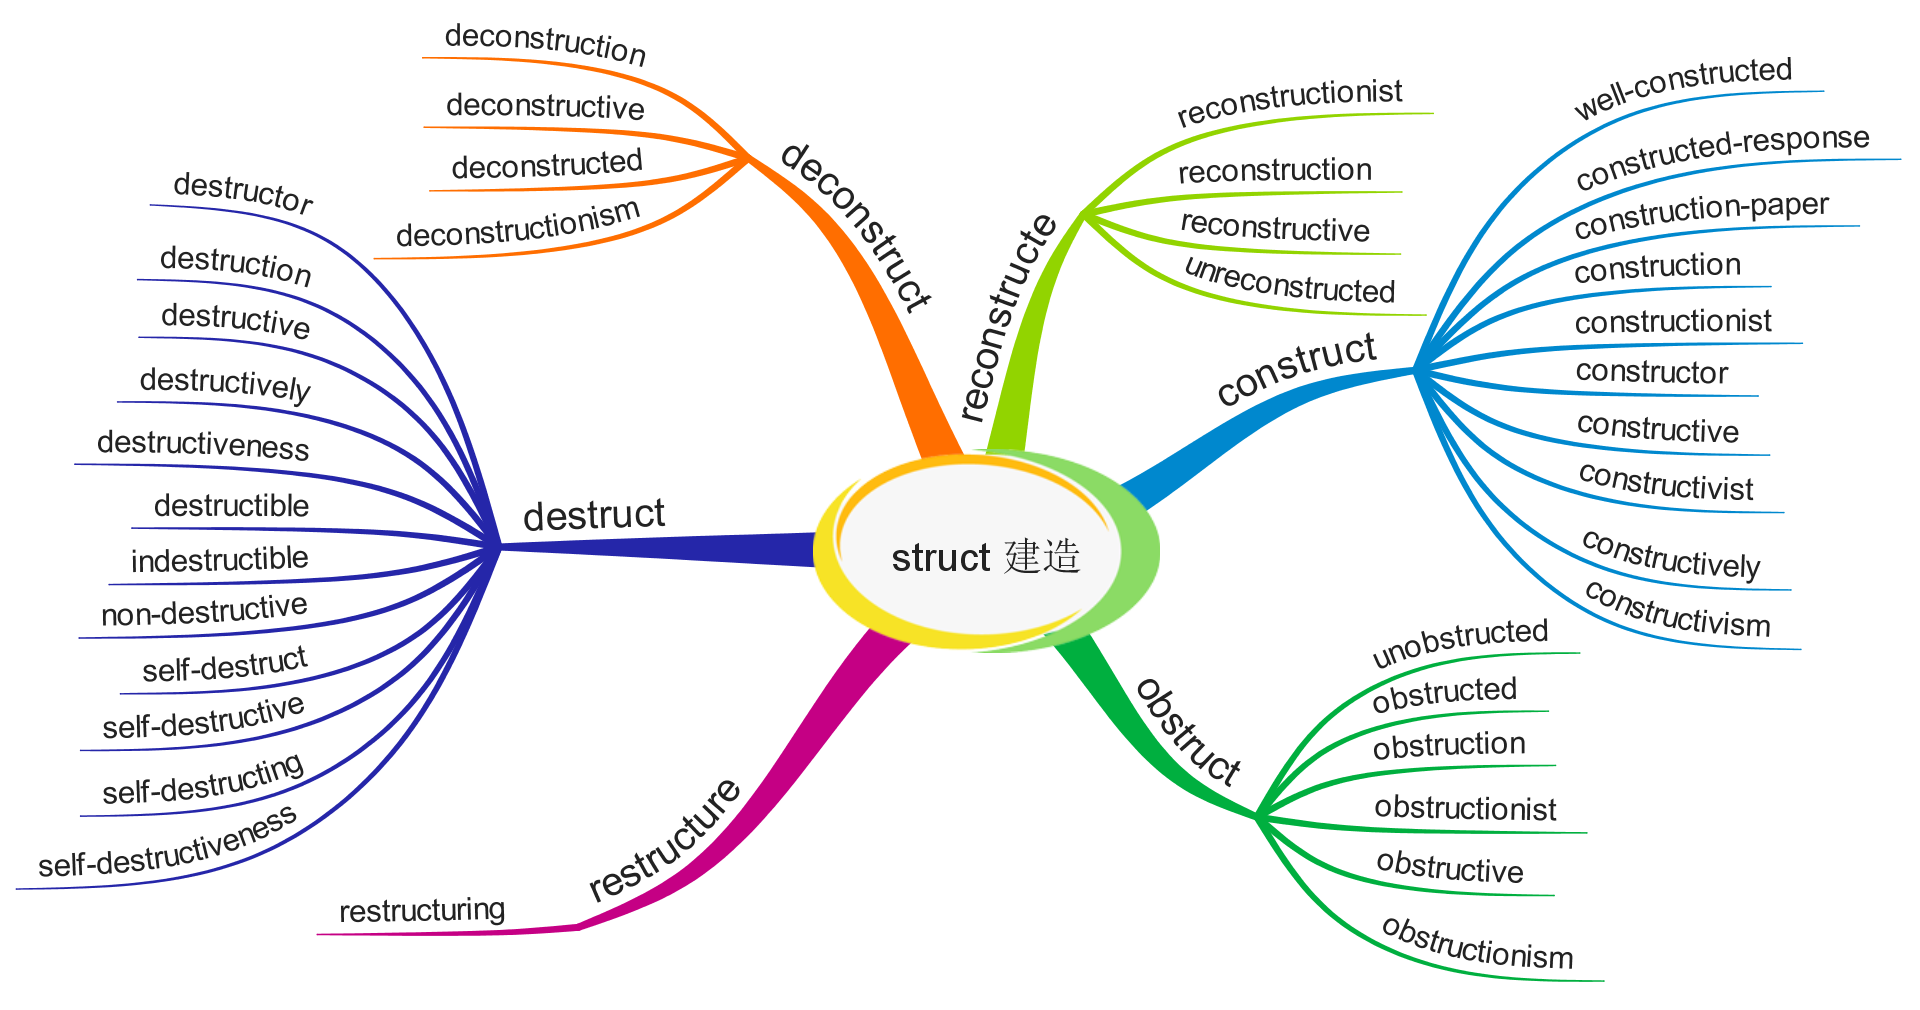 struct 建造
deconstruct
deconstruction
deconstructive
deconstructed
deconstructionism
reconstructe
reconstructionist
reconstruction
reconstructive
unreconstructed
construct
well-constructed
constructed-response
construction-paper
construction
constructionist
constructor
constructive
constructivist
constructively
constructivism
obstruct
unobstructed
obstructed
obstruction
obstructionist
obstructive
obstructionism
restructure
restructuring
destruct
destructor
destruction
destructive
destructively
destructiveness
destructible
indestructible
non-destructive
self-destruct
self-destructive
self-destructing
self-destructiveness